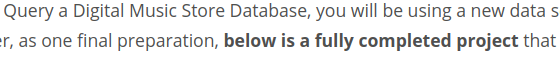 Query a Digital Music Store Database, you will be using a new data s
r, as one final preparation, below is a fully completed project that